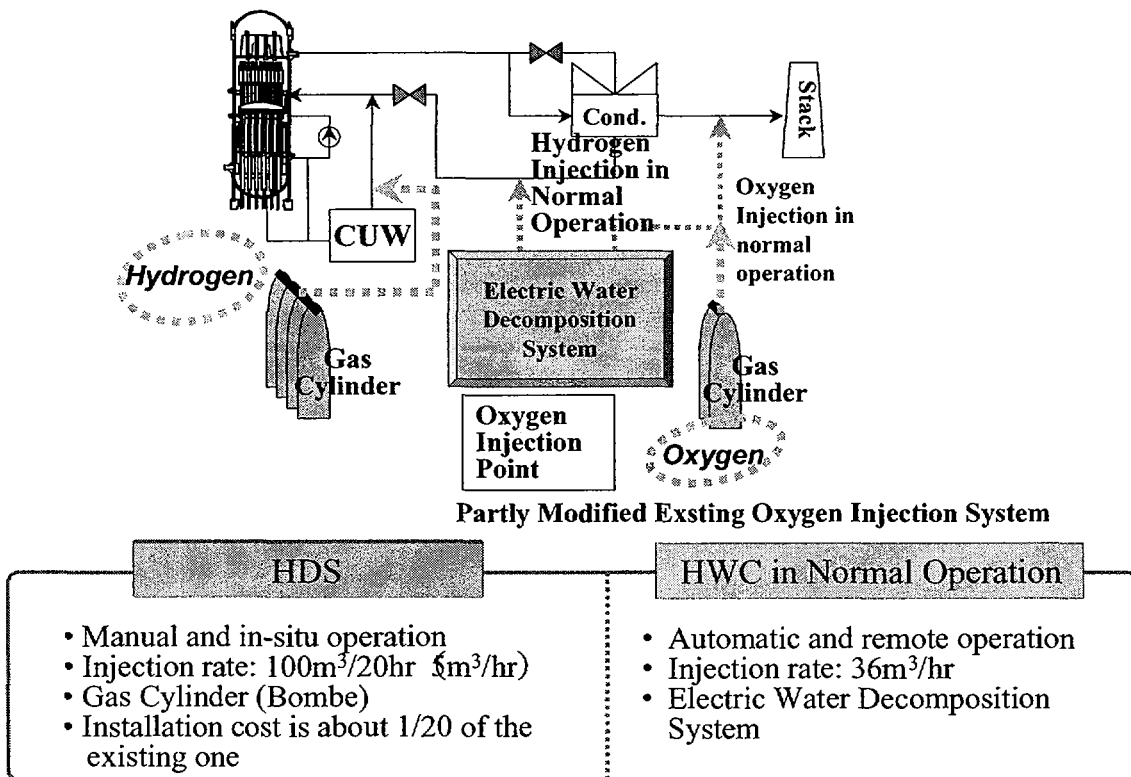 Stack
Cond.
Hydrogen
Injection in
Normal
Operation
Oxygen
Injection in
normal
operation
CUW
Hydrogen
Electric Water
Decomposition
System
Gas
Cylinder
Gas
Cylinder
Oxygen
Injection
Point
Oxygen
Partly Modified Exsting Oxygen Injection System
HDS
• Manual and in-situ operation
• Injection rate: 100m³/20hr (5m³/hr)
• Gas Cylinder (Bombe)
• Installation cost is about 1/20 of the
existing one
HWC in Normal Operation
• Automatic and remote operation
• Injection rate: 36m³/hr
• Electric Water Decomposition
System